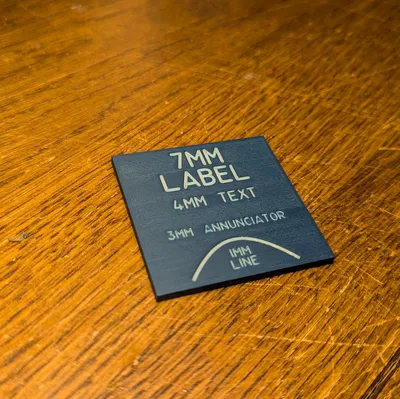 7MM
LABEL
4MM TEXT
3MM ANNUNCIATOR
1MM
LINE